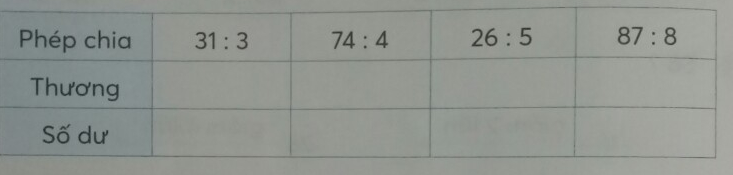 Phép chia 31 : 3 74 : 4 26 : 5 87 : 8
Thương
Số dư